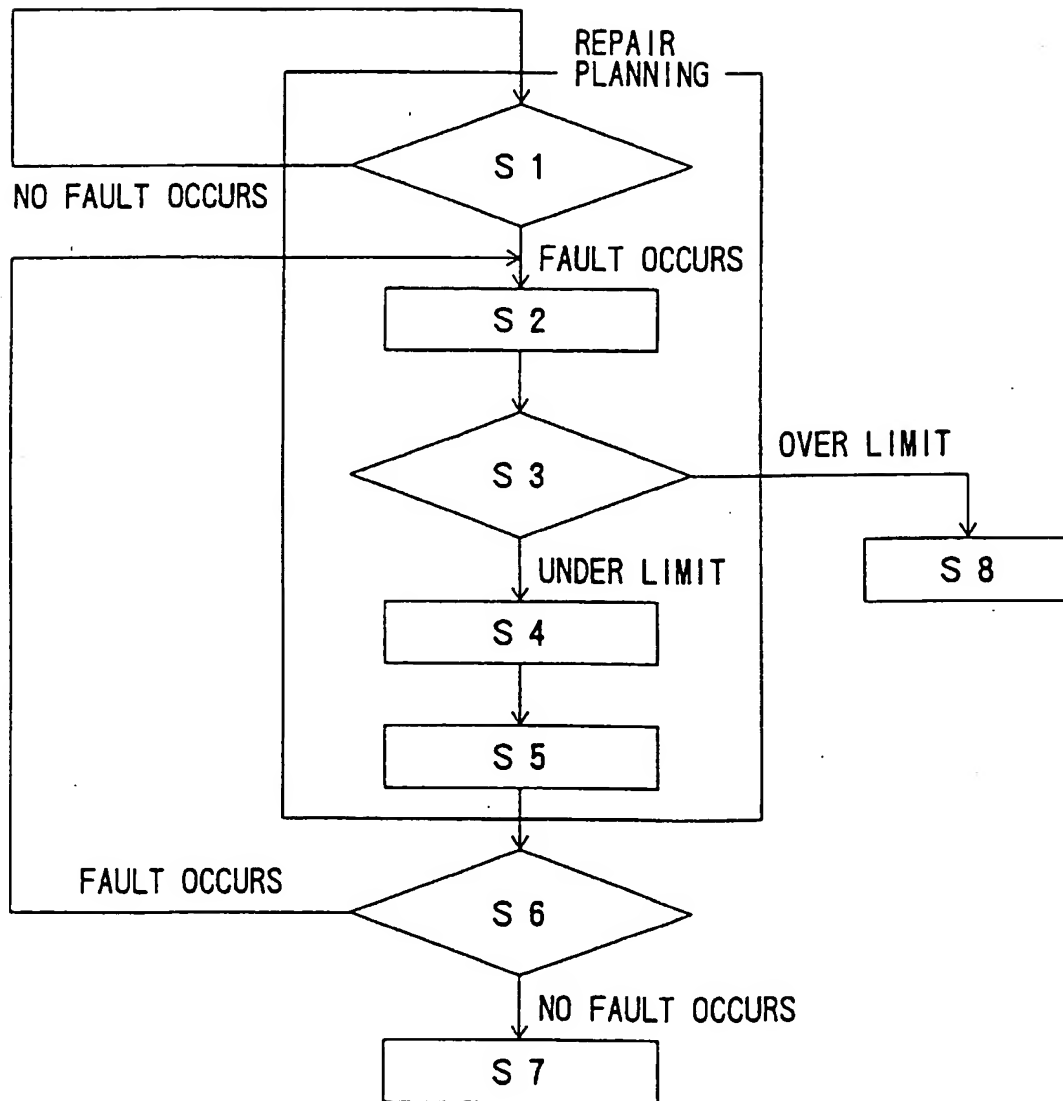 REPAIR
PLANNING
S 1
NO FAULT OCCURS
FAULT OCCURS
S 2
S 3
OVER LIMIT
UNDER LIMIT
S 8
S 4
S 5
FAULT OCCURS
S 6
NO FAULT OCCURS
S 7